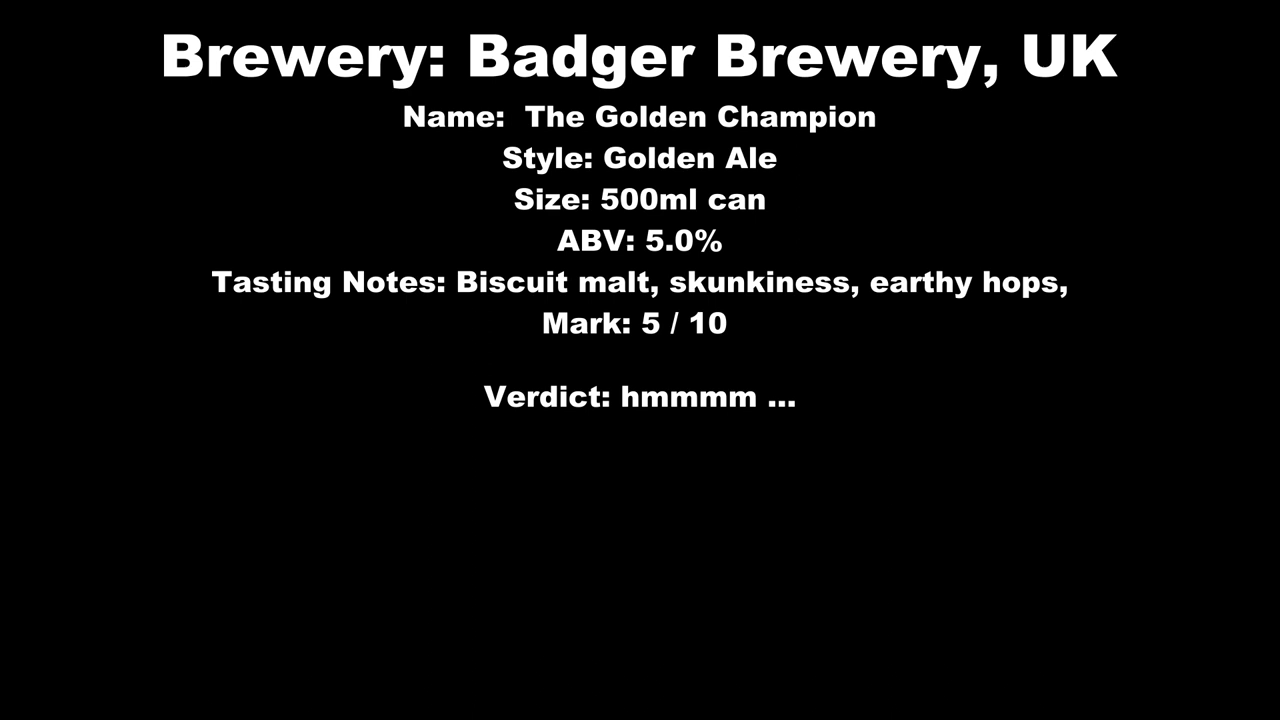 Brewery: Badger Brewery, UK
Name:  The Golden Champion
Style: Golden Ale
Size: 500ml can
ABV: 5.0%
Tasting Notes: Biscuit malt, skunkiness, earthy hops,
Mark: 5 / 10
Verdict: hmmmm ...